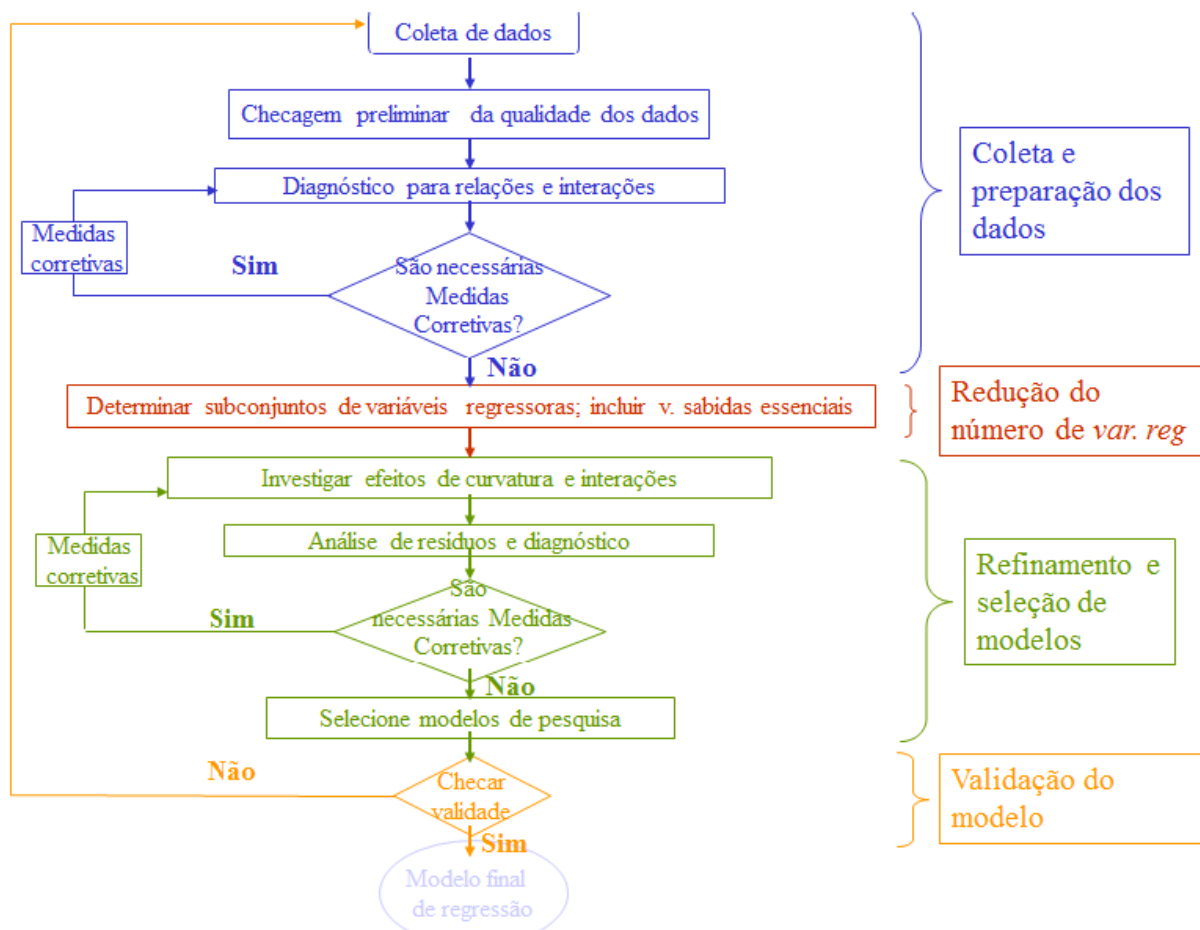 Coleta de dados
Checagem preliminar da qualidade dos dados
Diagnóstico para relações e interações
Medidas
corretivas
Sim
São necessárias
Medidas
Corretivas?
Não
Coleta e
preparação dos
dados
Determinar subconjuntos de variáveis regressoras; incluir v. sabidas essenciais
Redução do
número de var. reg
Investigar efeitos de curvatura e interações
Análise de resíduos e diagnóstico
Medidas
corretivas
Sim
São
necessárias Medidas
Corretivas?
Não
Selecione modelos de pesquisa
Refinamento e
seleção de
modelos
Não
Checar
validade
Sim
Validação do
modelo
Modelo final
de regressão